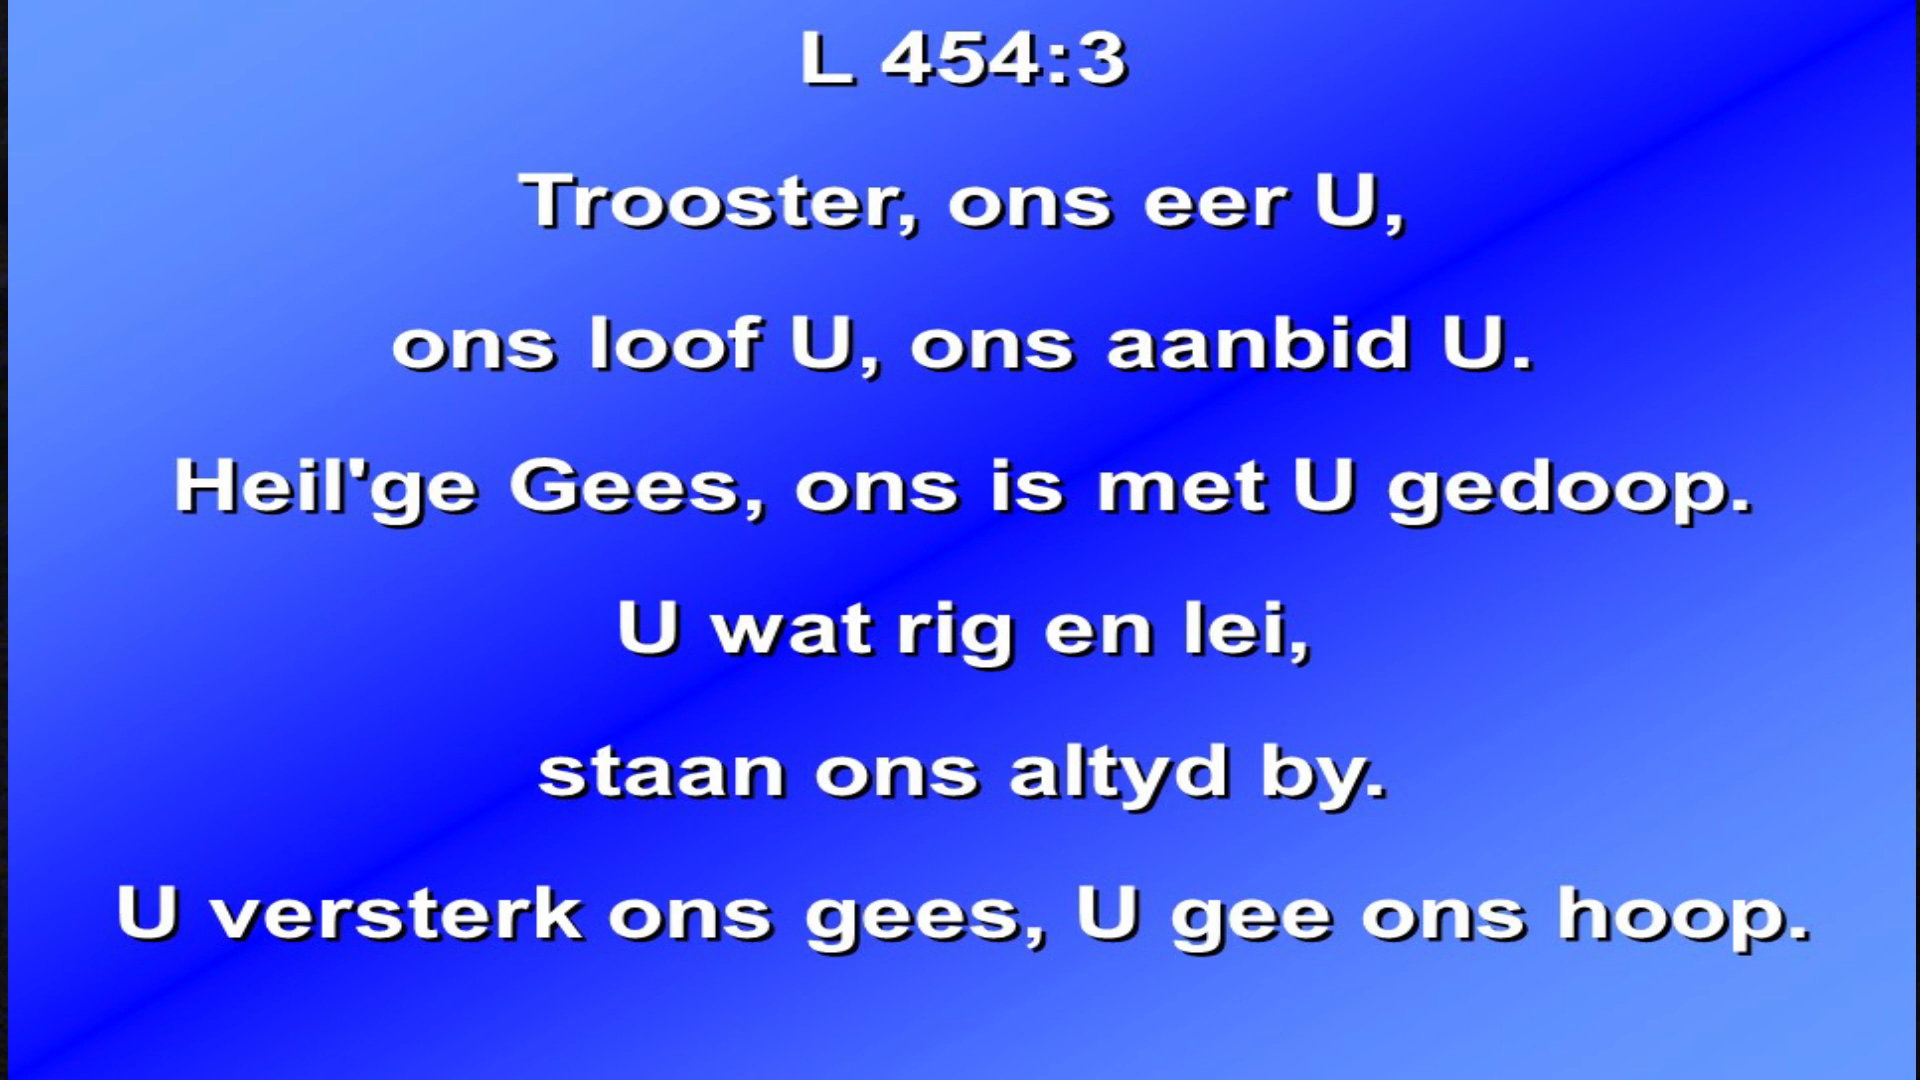 L 454:3
Trooster, ons eer U,
ons loof U, ons aanbid U.
Heil'ge Gees, ons is met U gedoop.
U wat rig en lei,
staan ons altyd by.
U versterk ons gees, U gee ons hoop.